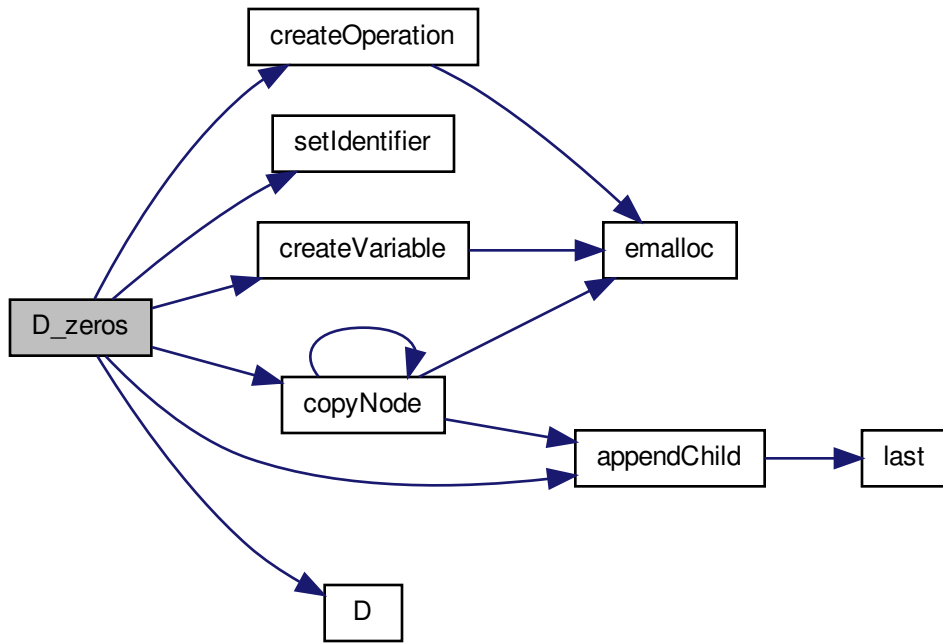 createOperation
setIdentifier
createVariable
emalloc
D_zeros
copyNode
appendChild
last
D